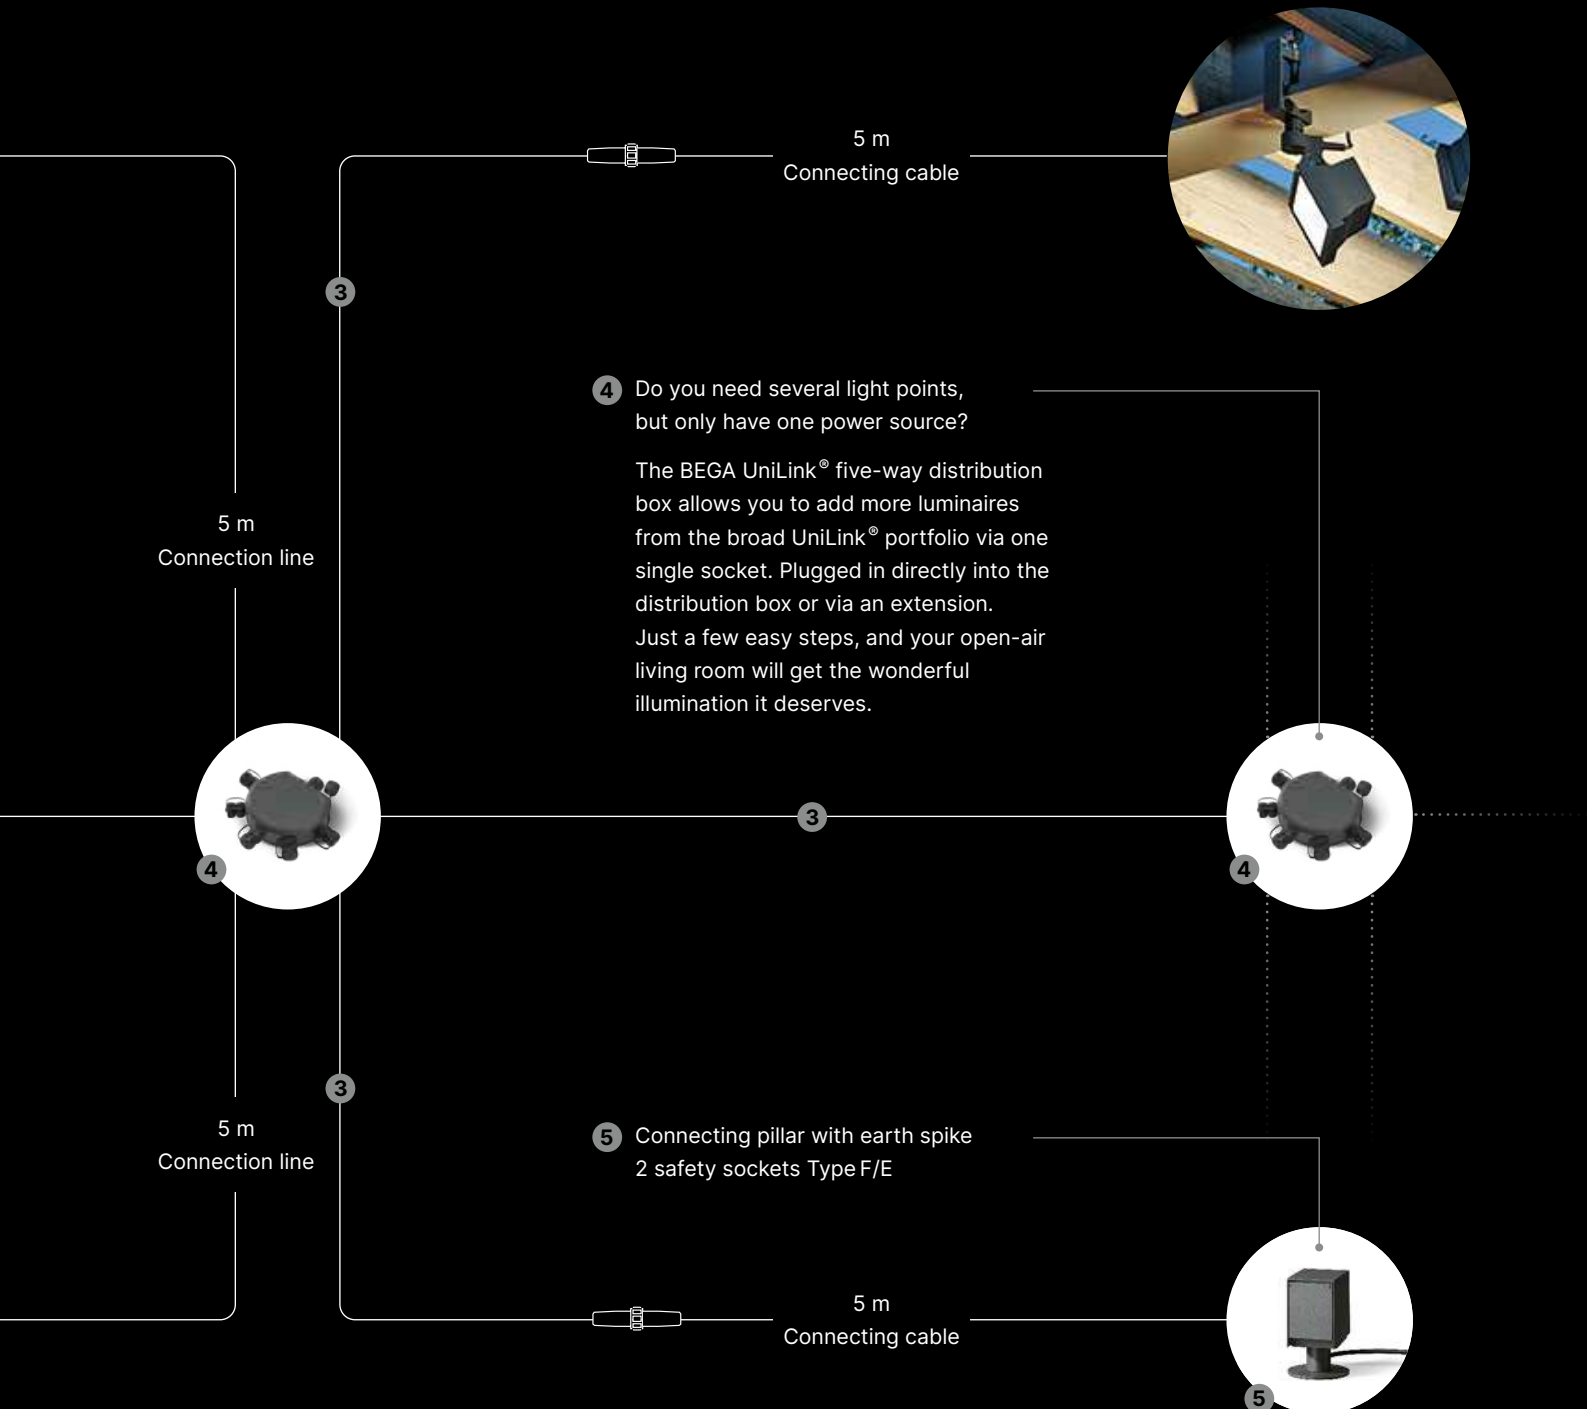 5 m
Connecting cable
3
4 Do you need several light points,
but only have one power source?
The BEGA UniLink® five-way distribution
box allows you to add more luminaires
from the broad UniLink® portfolio via one
single socket. Plugged in directly into the
distribution box or via an extension.
Just a few easy steps, and your open-air
living room will get the wonderful
illumination it deserves.
5 m
Connection line
3
4
4
3
5 m
Connection line
5 Connecting pillar with earth spike
2 safety sockets Type F/E
5 m
Connecting cable
5